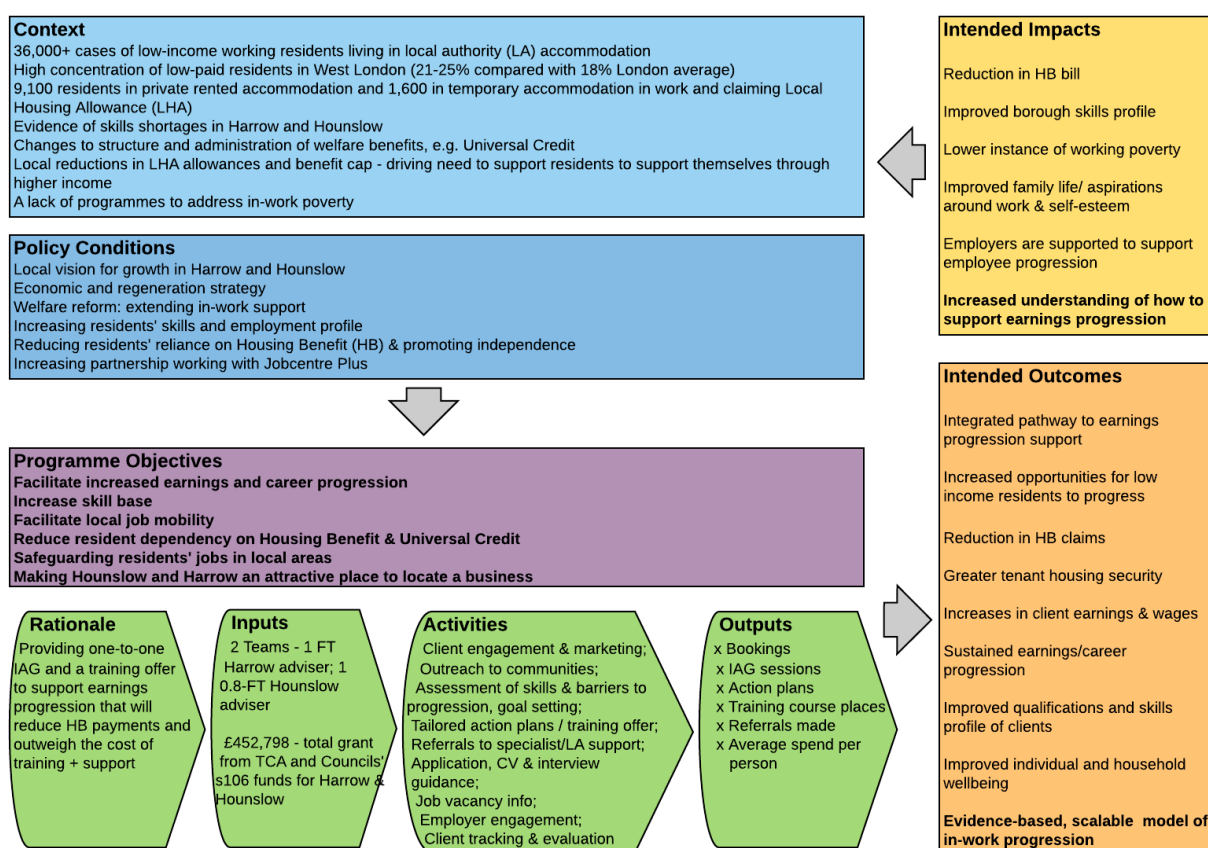 Context
36,000+ cases of low-income working residents living in local authority (LA) accommodation
High concentration of low-paid residents in West London (21-25% compared with 18% London average)
9,100 residents in private rented accommodation and 1,600 in temporary accommodation in work and claiming Local
Housing Allowance (LHA)
Evidence of skills shortages in Harrow and Hounslow
Changes to structure and administration of welfare benefits, e.g. Universal Credit
Local reductions in LHA allowances and benefit cap - driving need to support residents to support themselves through
higher income
A lack of programmes to address in-work poverty
Policy Conditions
Local vision for growth in Harrow and Hounslow
Economic and regeneration strategy
Welfare reform: extending in-work support
Increasing residents' skills and employment profile
Reducing residents' reliance on Housing Benefit (HB) & promoting independence
Increasing partnership working with Jobcentre Plus
Programme Objectives
Facilitate increased earnings and career progression
Increase skill base
Facilitate local job mobility
Reduce resident dependency on Housing Benefit & Universal Credit
Safeguarding residents' jobs in local areas
Making Hounslow and Harrow an attractive place to locate a business
Rationale
Providing one-to-one
IAG and a training offer
to support earnings
progression that will
reduce HB payments and
outweigh the cost of
training + support
Inputs
2 Teams - 1 FT
Harrow adviser; 1
0.8-FT Hounslow
adviser
£452,798 - total grant
from TCA and Councils'
s106 funds for Harrow &
Hounslow
Activities
Client engagement & marketing;
Outreach to communities;
Assessment of skills & barriers to
progression, goal setting;
Tailored action plans / training offer;
Referrals to specialist/LA support;
Application, CV & interview
guidance;
Job vacancy info;
Employer engagement;
Client tracking & evaluation
Outputs
x Bookings
x IAG sessions
x Action plans
x Training course places
x Referrals made
x Average spend per
person
Intended Impacts
Reduction in HB bill
Improved borough skills profile
Lower instance of working poverty
Improved family life/ aspirations
around work & self-esteem
Employers are supported to support
employee progression
Increased understanding of how to
support earnings progression
Intended Outcomes
Integrated pathway to earnings
progression support
Increased opportunities for low
income residents to progress
Reduction in HB claims
Greater tenant housing security
Increases in client earnings & wages
Sustained earnings/career
progression
Improved qualifications and skills
profile of clients
Improved individual and household
wellbeing
Evidence-based, scalable model of
in-work progression